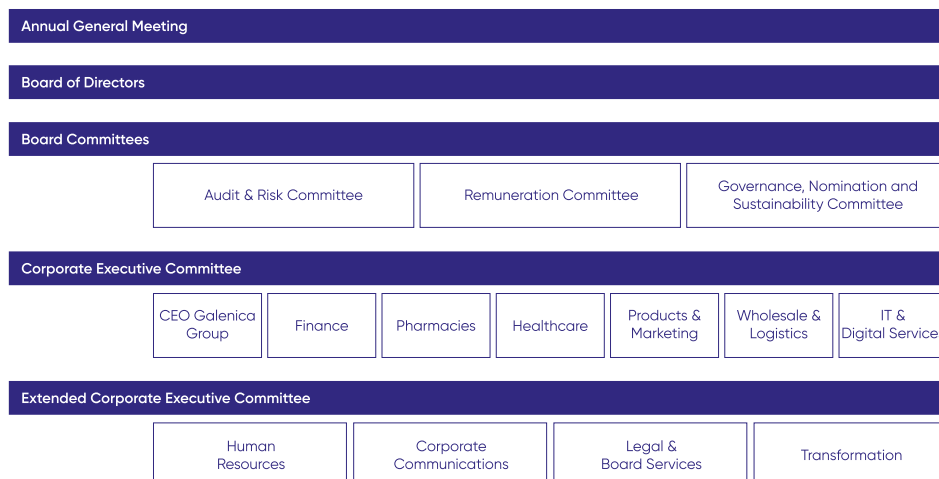 Annual General Meeting
Board of Directors
Board Committees
Audit & Risk Committee
Remuneration Committee
Governance, Nomination and
Sustainability Committee
Corporate Executive Committee
CEO Galenica
Group
Finance
Pharmacies
Healthcare
Products &
Marketing
Wholesale &
Logistics
IT &
Digital Service
Extended Corporate Executive Committee
Human
Resources
Corporate
Communications
Legal &
Board Services
Transformation